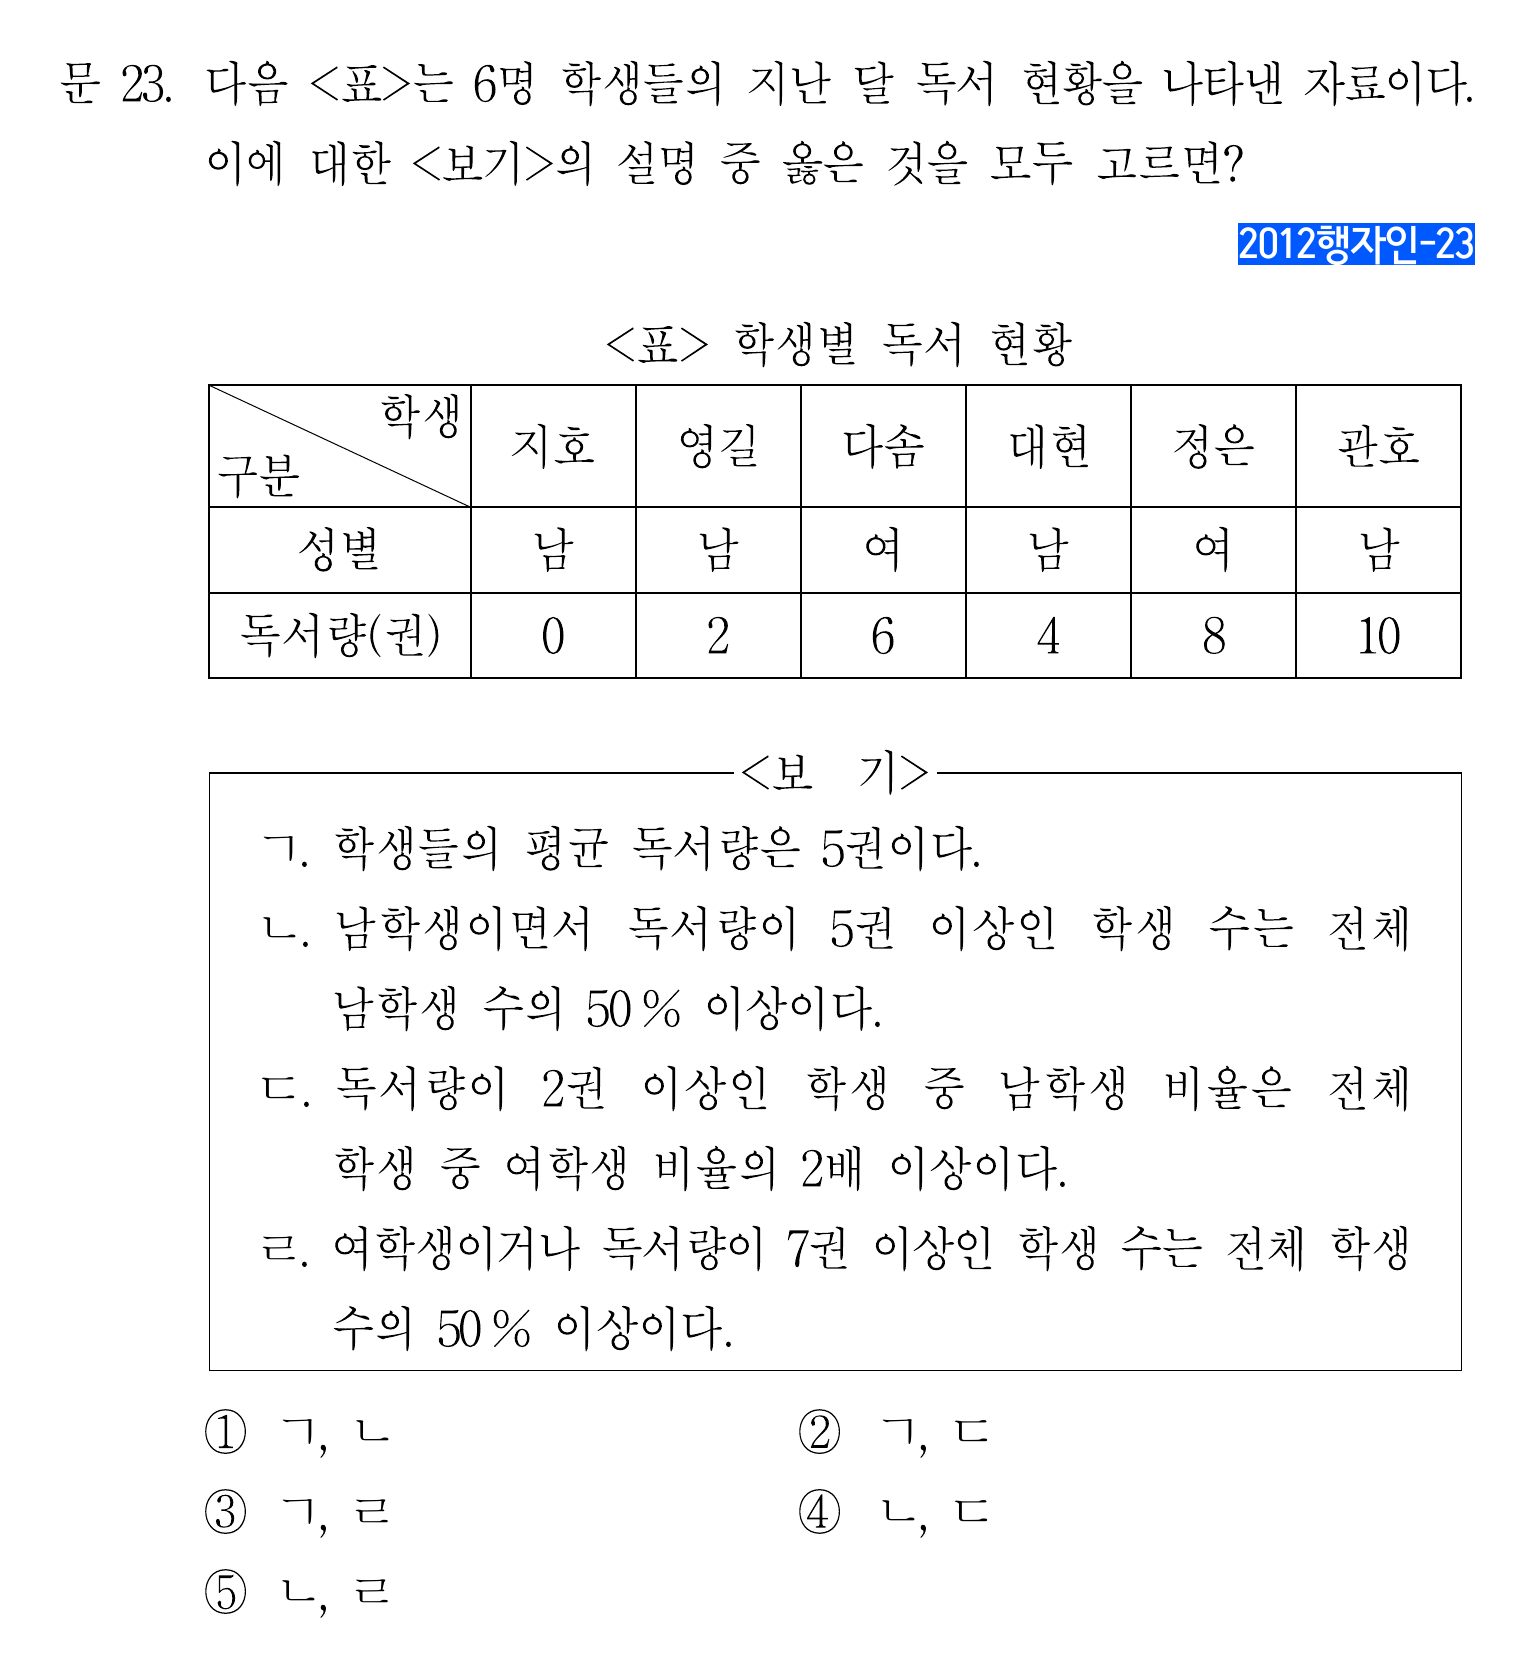 문 23. 다음 <표>는 6명 학생들의 지난 달 독서 현황을 나타낸 자료이다.
이에 대한 <보기>의 설명 중 옳은 것을 모두 고르면?
2012행자인-23
<표> 학생별 독서 현황
학생
구분
지호 영길 다솜 대현 정은 관호
성별 남 남 여 남 여 남
독서량(권) 0 2 6 4 8 10
<보 기>
ㄱ. 학생들의 평균 독서량은 5권이다.
ㄴ. 남학생이면서 독서량이 5권 이상인 학생 수는 전체
남학생 수의 50% 이상이다.
ㄷ. 독서량이 2권 이상인 학생 중 남학생 비율은 전체
학생 중 여학생 비율의 2배 이상이다.
ㄹ. 여학생이거나 독서량이 7권 이상인 학생 수는 전체 학생
수의 50% 이상이다.
① ㄱ, ㄴ ② ㄱ, ㄷ
③ ㄱ, ㄹ ④ ㄴ, ㄷ
⑤ ㄴ, ㄹ